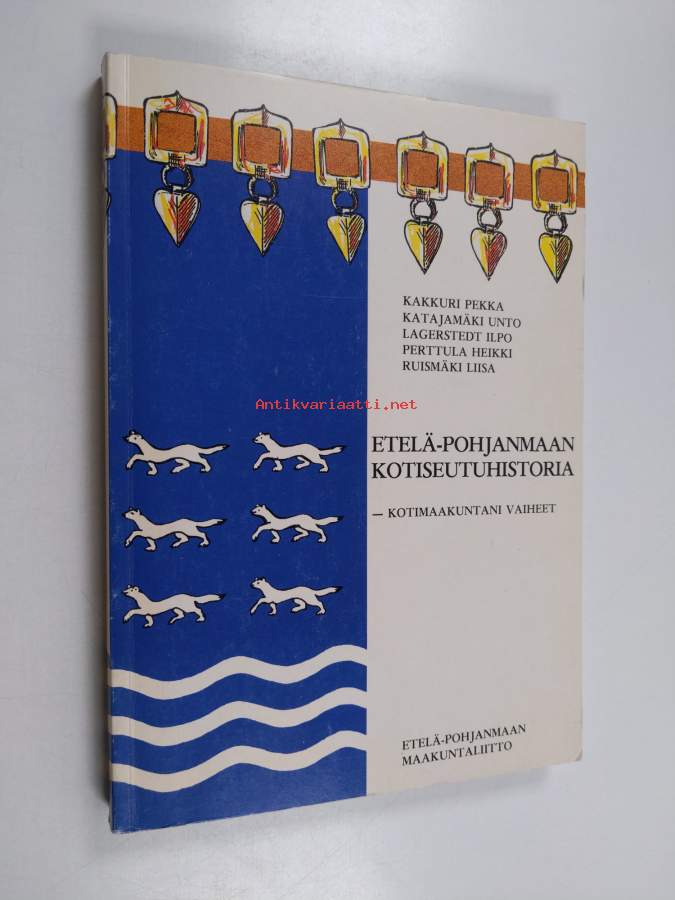 KAKKURI PEKKA
KATAJAMÄKI UNTO
LAGERSTEDT ILPO
PERTTULA HEIKKI
RUISMÄKI LIISA
Antikvariaatti.net
ETELÄ-POHJANMAAN
KOTISEUTUHISTORIA
— KOTIMAAKUNTANI VAIHEET
ETELÄ-POHJANMAAN
MAAKUNTALIITTO